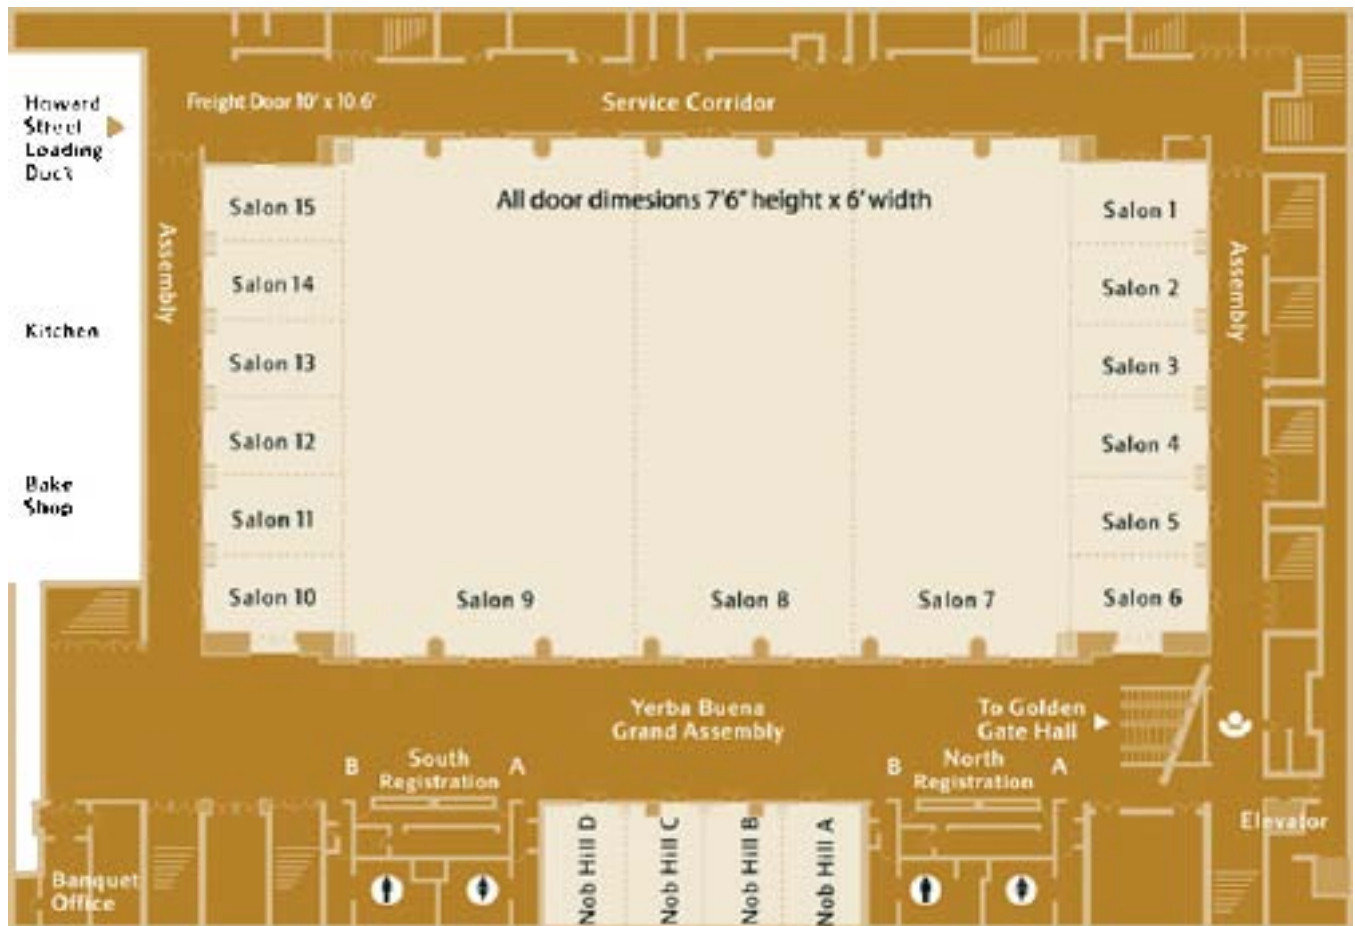 Freight Door 10' x 10.6'
Service Corridor
Howard
Street
Loading
Dock
All door dimesions 7'6" height x 6' width
Salon 15
Salon 14
Salon 13
Salon 12
Salon 11
Salon 10
Salon 1
Salon 2
Salon 3
Salon 4
Salon 5
Salon 6
Assembly
Assembly
Kitchen
Bake
Shop
Salon 9
Salon 8
Salon 7
Yerba Buena
Grand Assembly
To Golden
Gate Hall
B
South
Registration
A
B
North
Registration
A
Nob Hill D
Nob Hill C
Nob Hill B
Nob Hill A
Elevator
Banquet
Office